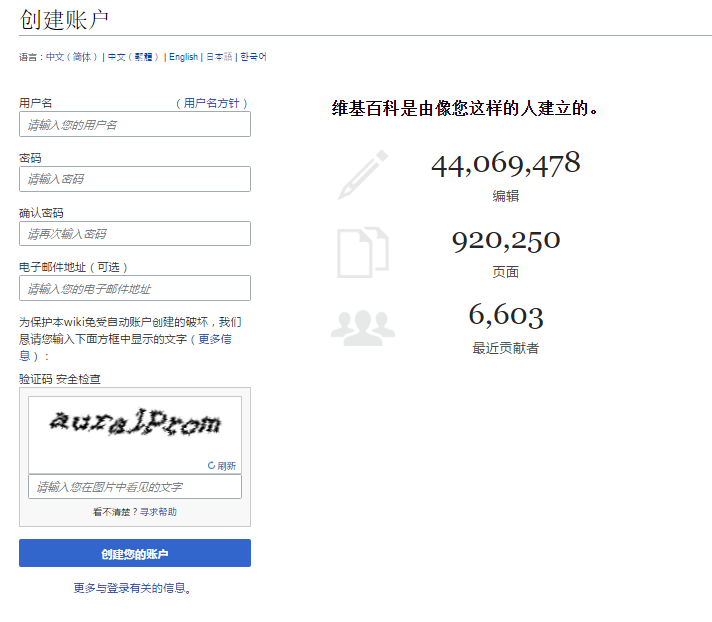 创建账户
语言：中文（简体）| 中文（繁體）| English | 日本語 | 한국어
用户名 （用户名方针）
请输入您的用户名
密码
请输入密码
确认密码
请再次输入密码
电子邮件地址（可选）
请输入您的电子邮件地址
为保护本wiki免受自动账户创建的破坏，我们
恳请您输入下面方框中显示的文字（更多信
息）：
验证码 安全检查
auralProm
刷新
请输入您在图片中看见的文字
看不清楚？寻求帮助
创建您的账户
更多与登录有关的信息。
维基百科是由像您这样的人建立的。
44,069,478
编辑
920,250
页面
6,603
最近贡献者